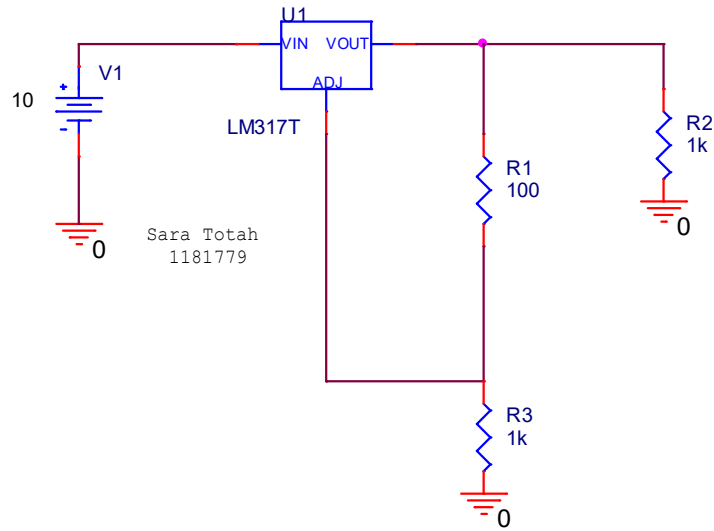 U1
VIN
VOUT
ADJ
LM317T
+
V1
10
-
0
Sara Totah
1181779
R1
100
R2
1k
0
R3
1k
0